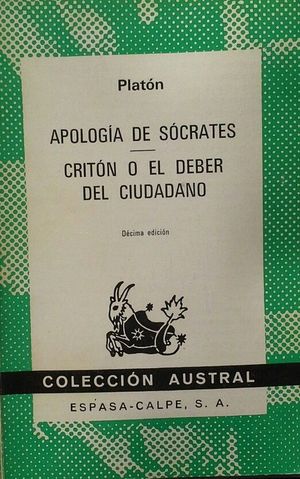 Platón
APOLOGÍA DE SÓCRATES
CRITÓN O EL DEBER
DEL CIUDADANO
Décima edición
COLECCIÓN AUSTRAL
ESPASA-CALPE, S. A.